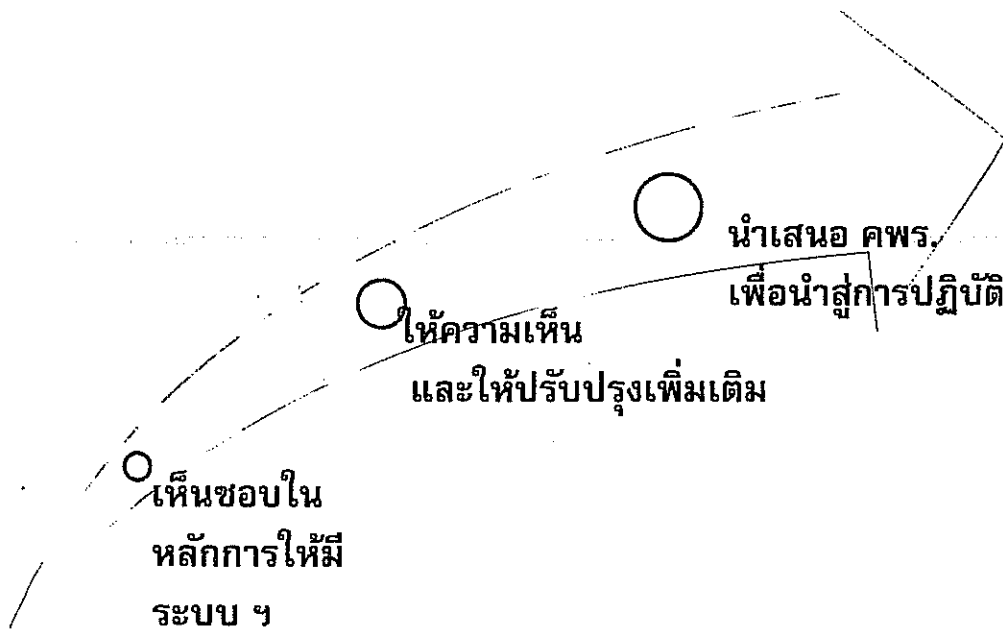 นำเสนอ คพร.
เพื่อนำสู่การปฏิบัติ
ให้ความเห็น
และให้ปรับปรุงเพิ่มเติม
เห็นชอบใน
หลักการให้มี
ระบบ ฯ